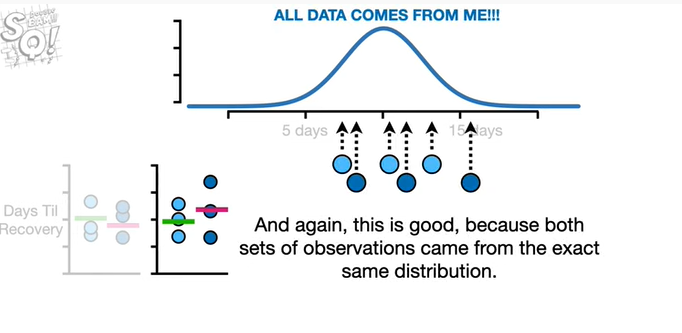 ALL DATA COMES FROM ME!!!
5 days
15 days
Days Til
Recovery
And again, this is good, because both
sets of observations came from the exact
same distribution.